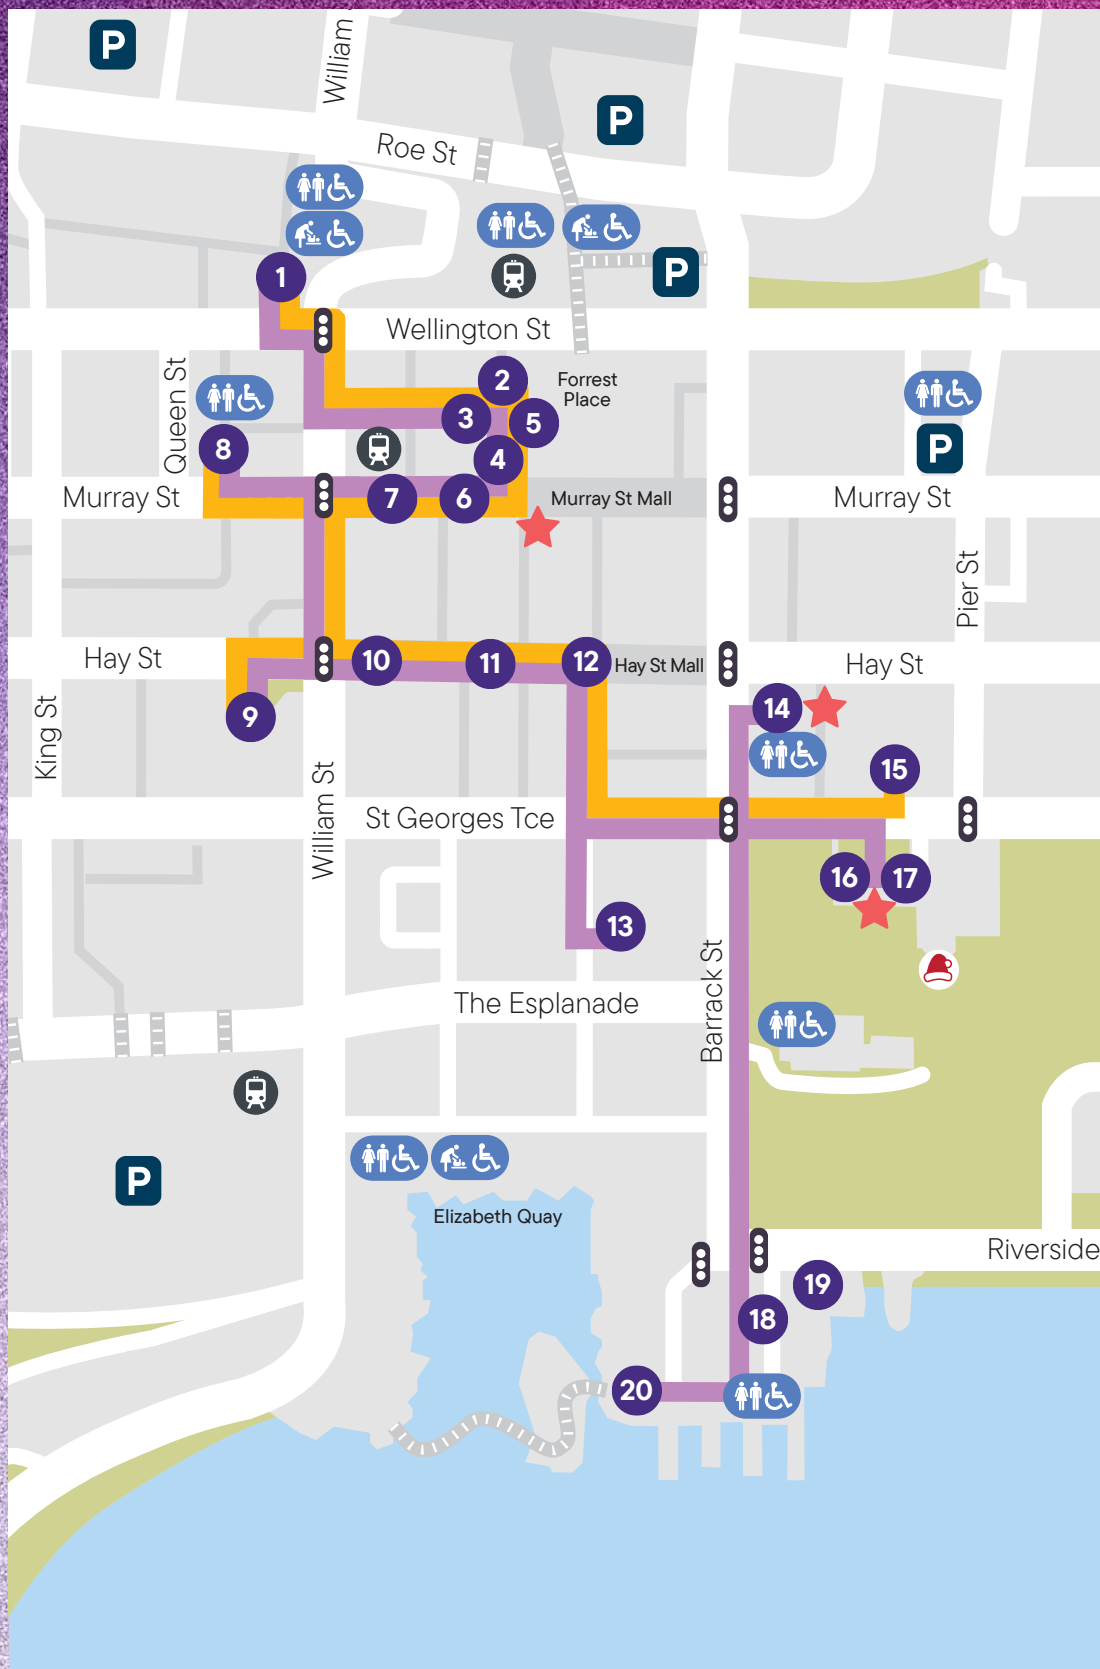 P
William
P
Roe St
1
P
Wellington St
Queen St
2
Forrest
Place
3
5
8
4
P
Murray St
7
6
Murray St Mall
Murray St
Pier St
Hay St
10
11
12
Hay St Mall
Hay St
9
14
King St
15
William St
St Georges Tce
16
17
13
Barrack St
The Esplanade
P
Elizabeth Quay
Riverside
19
18
20